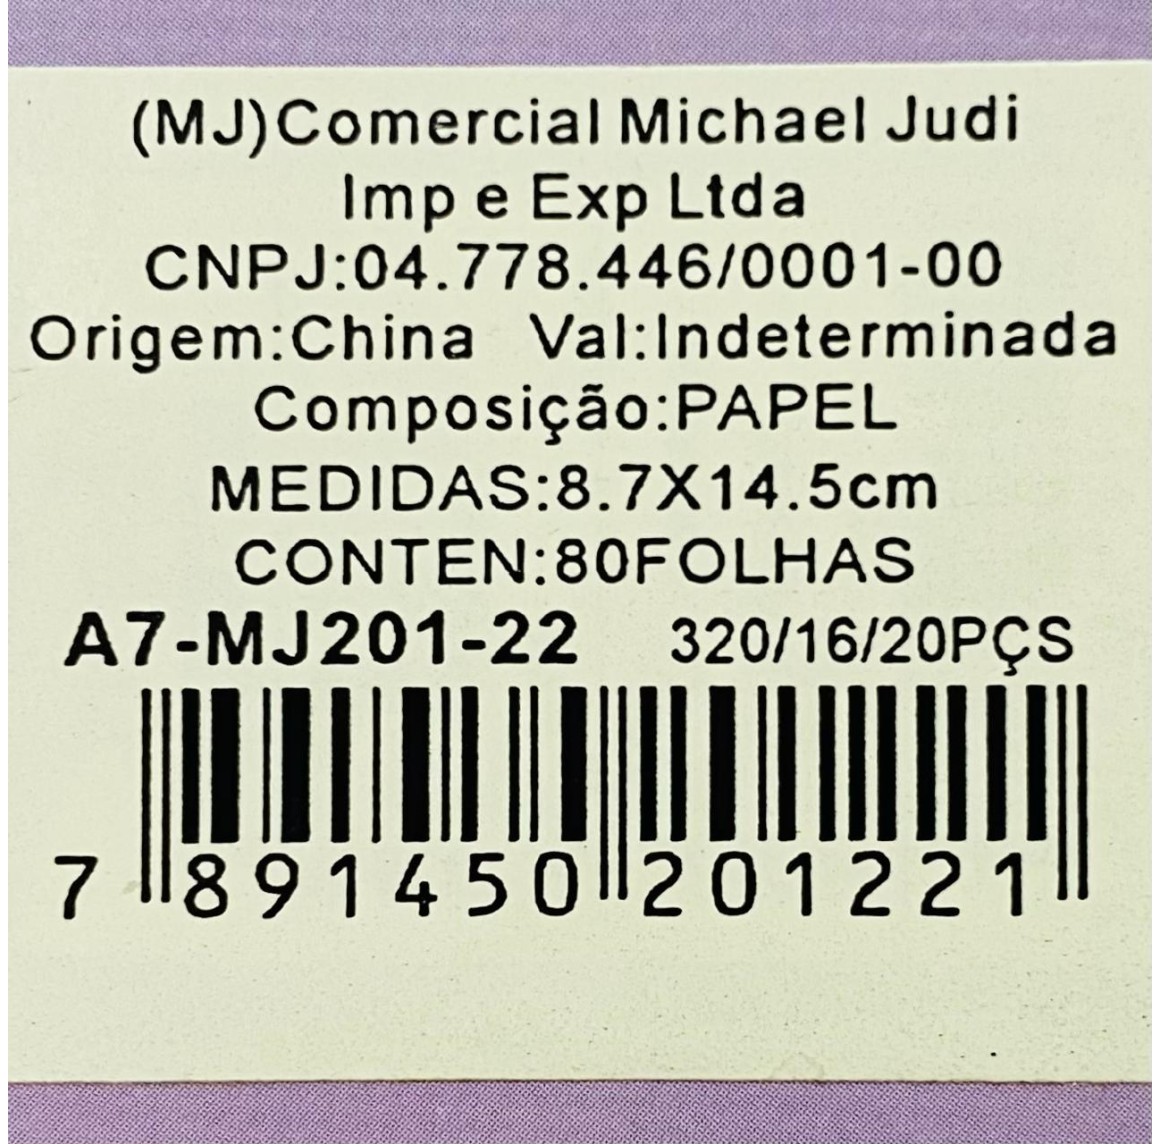 (MJ)Comercial Michael Judi
Imp e Exp Ltda
CNPJ:04.778.446/0001-00
Origem:China Val:Indeterminada
Composição:PAPEL
MEDIDAS:8.7X14.5cm
CONTEN:80FOLHAS
A7-MJ201-22 320/16/20PÇS
7 891450 201221